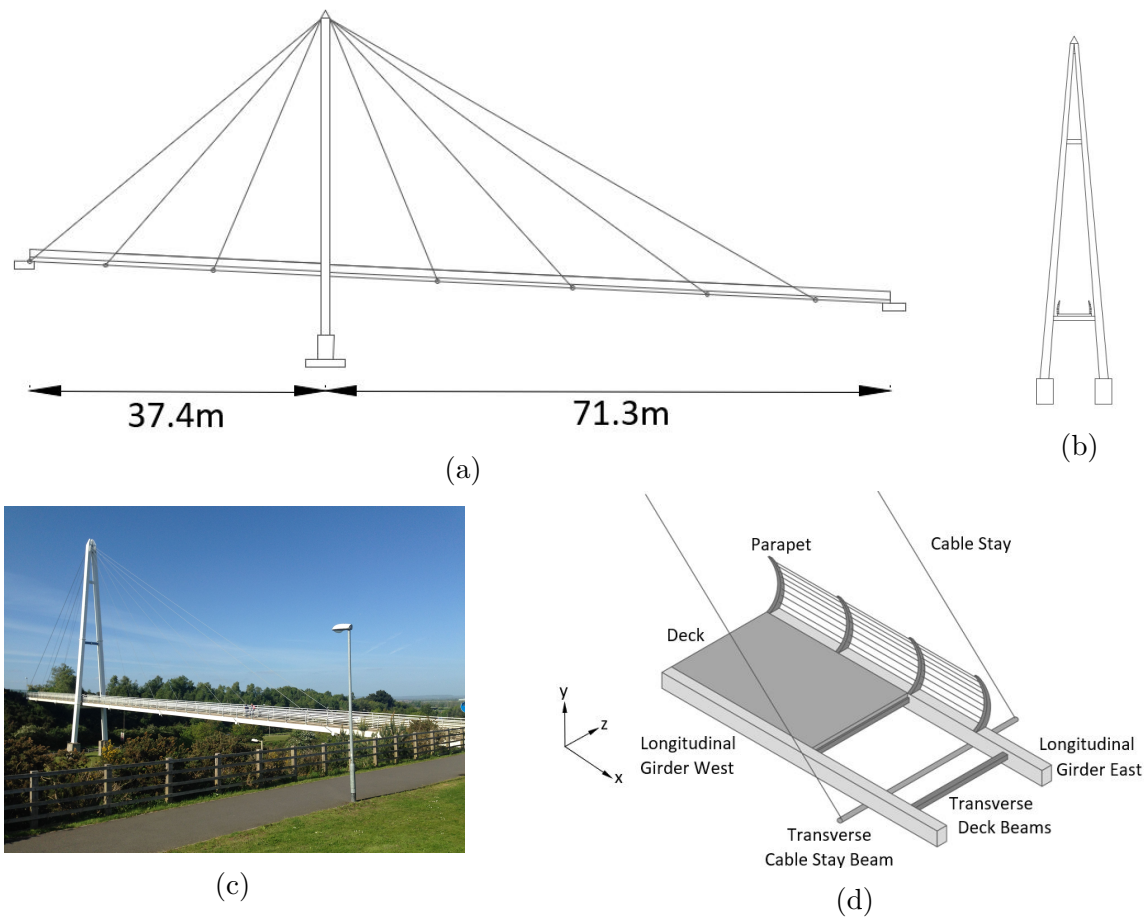 37.4m
71.3m
(a)
(b)
(c)
Parapet
Cable Stay
Deck
y
z
x
Longitudinal
Girder West
Longitudinal
Girder East
Transverse
Deck Beams
Transverse
Cable Stay Beam
(d)